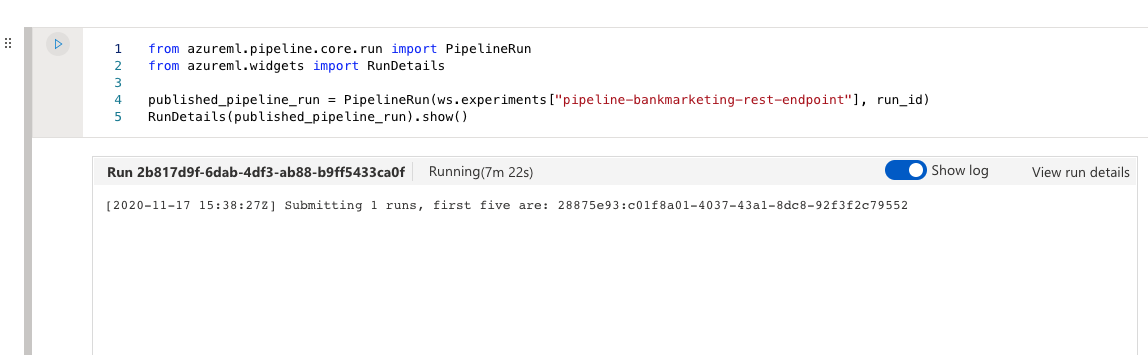 1 from azureml.pipeline.core.run import PipelineRun
2 from azureml.widgets import RunDetails
3
4 published_pipeline_run = PipelineRun(ws.experiments["pipeline-bankmarketing-rest-endpoint"], run_id)
5 RunDetails(published_pipeline_run).show()
Run 2b817d9f-6dab-4df3-ab88-b9ff5433ca0f Running(7m 22s) Show log View run details
[2020-11-17 15:38:27Z] Submitting 1 runs, first five are: 28875e93:c01f8a01-4037-43a1-8dc8-92f3f2c79552